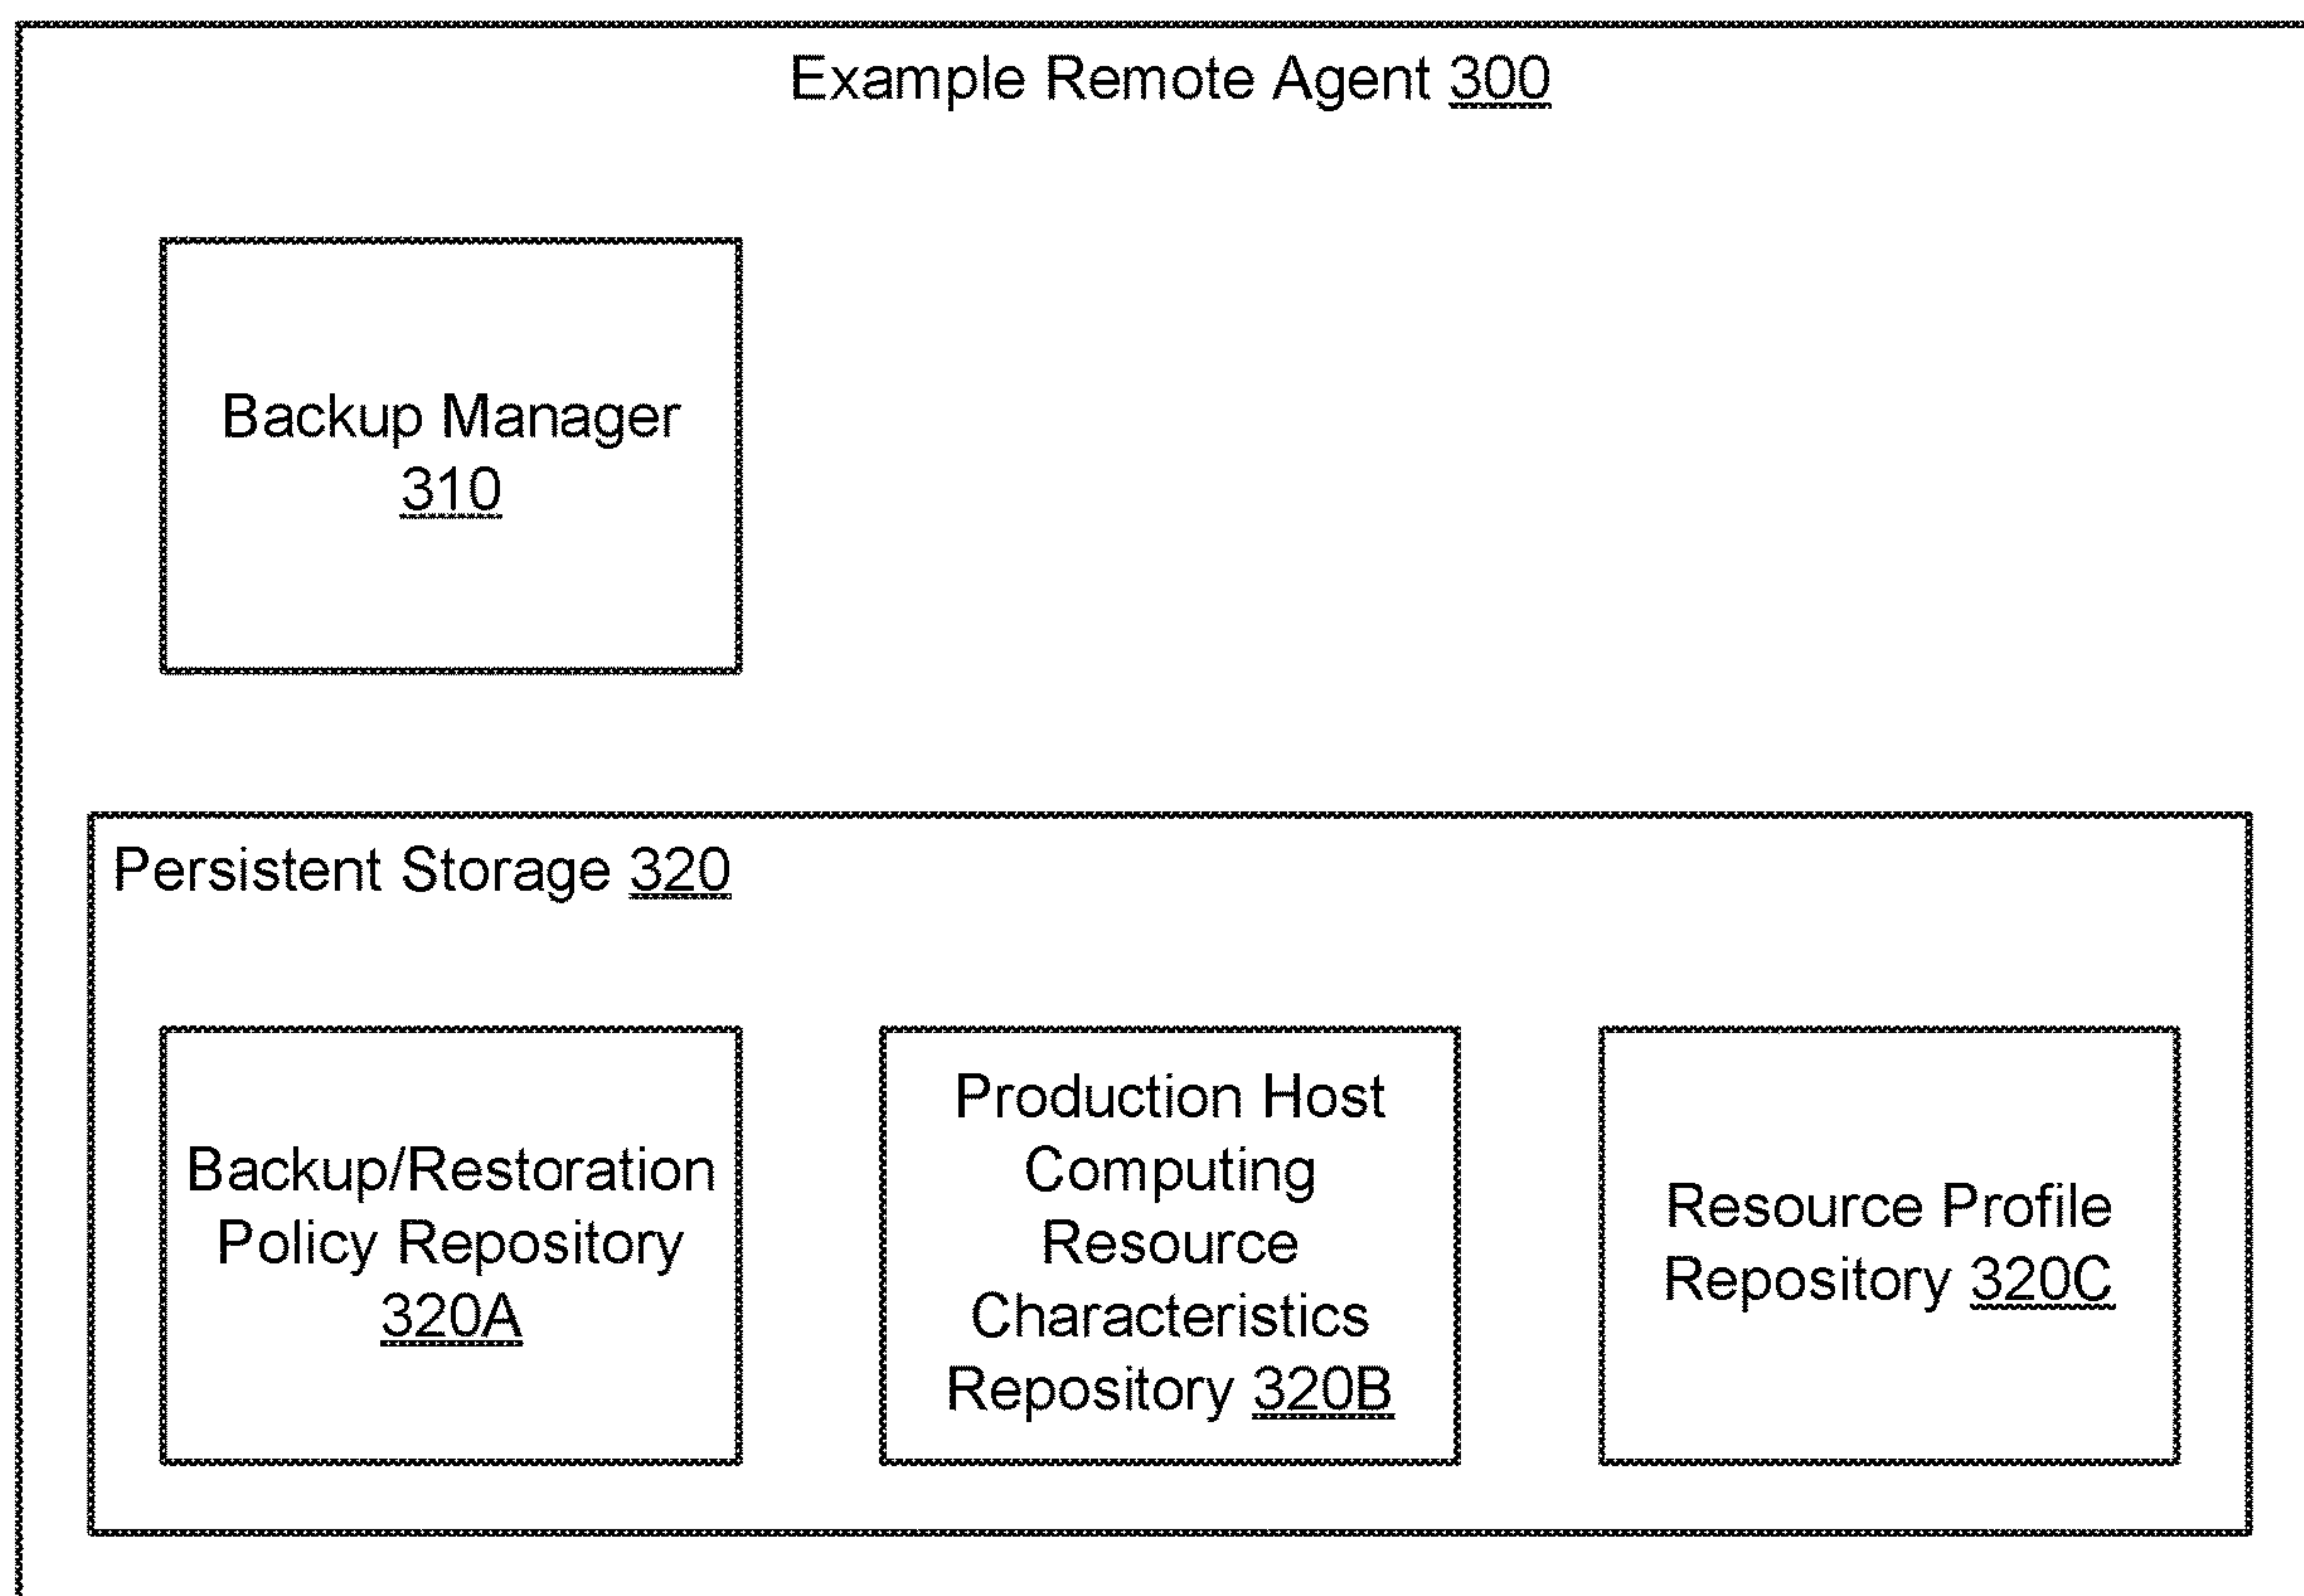 Example Remote Agent 300
Backup Manager
310
Persistent Storage 320
Backup/Restoration
Policy Repository
320A
Production Host
Computing
Resource
Characteristics
Repository 320B
Resource Profile
Repository 320C